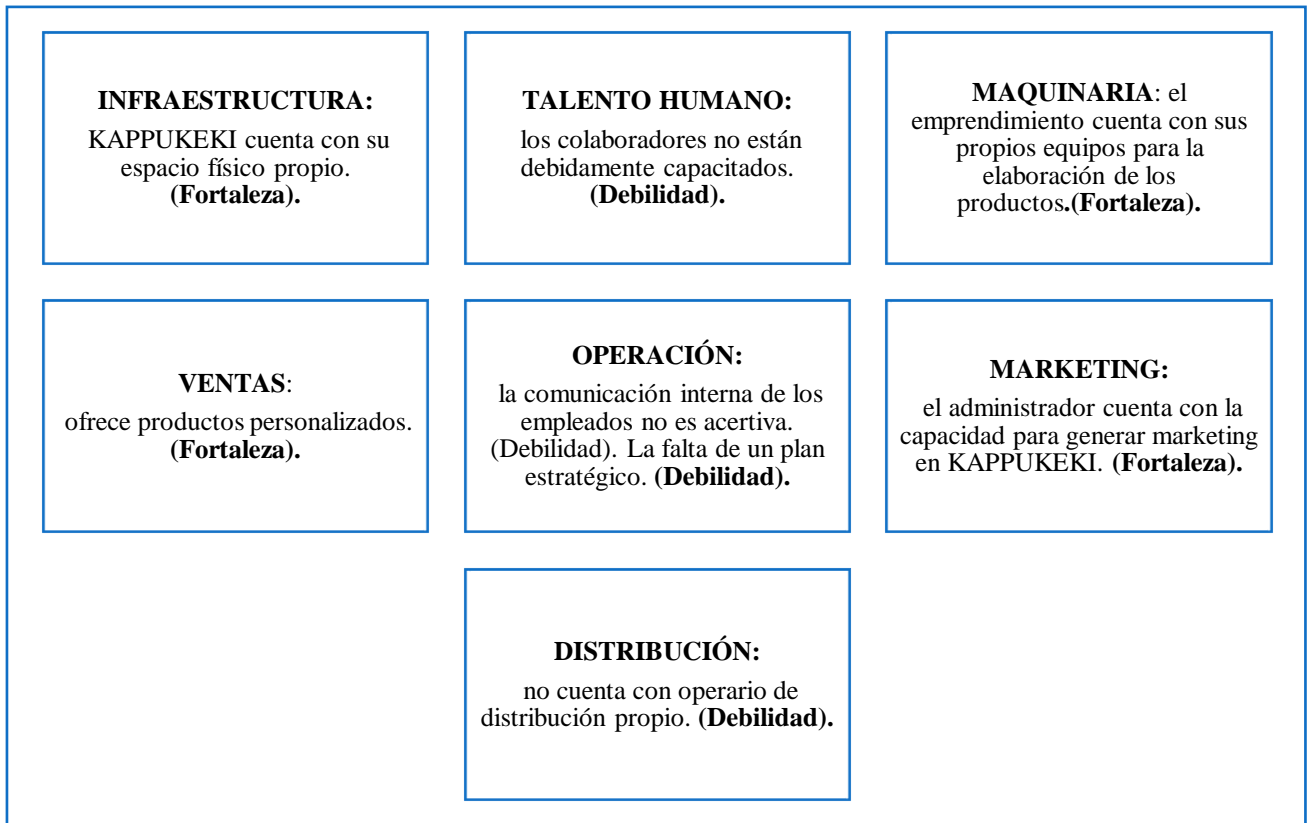 INFRAESTRUCTURA:
KAPPUKEKI cuenta con su
espacio físico propio.
(Fortaleza).
TALENTO HUMANO:
los colaboradores no están
debidamente capacitados.
(Debilidad).
MAQUINARIA: el
emprendimiento cuenta con sus
propios equipos para la
elaboración de los
productos.(Fortaleza).
VENTAS:
ofrece productos personalizados.
(Fortaleza).
OPERACIÓN:
la comunicación interna de los
empleados no es acertiva.
(Debilidad). La falta de un plan
estratégico. (Debilidad).
MARKETING:
el administrador cuenta con la
capacidad para generar marketing
en KAPPUKEKI. (Fortaleza).
DISTRIBUCIÓN:
no cuenta con operario de
distribución propio. (Debilidad).